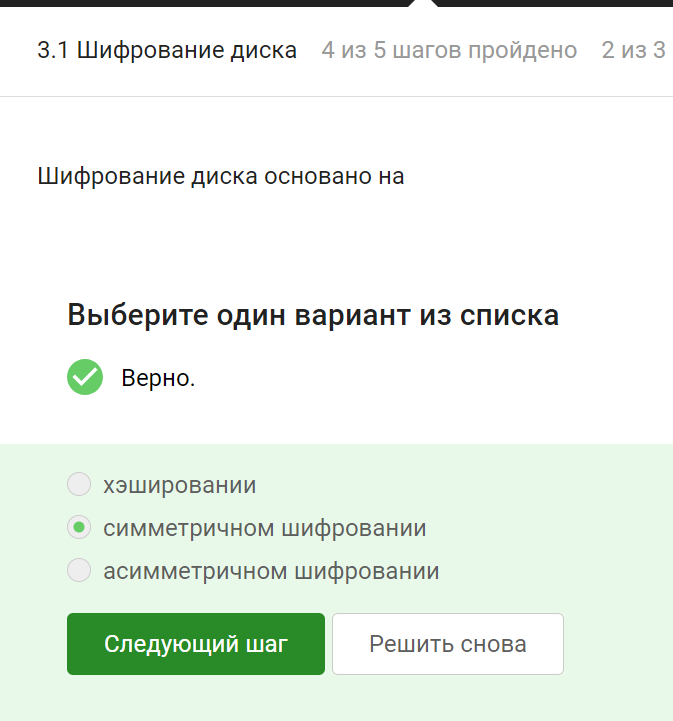 3.1 Шифрование диска 4 из 5 шагов пройдено 2 из 3
Шифрование диска основано на
Выберите один вариант из списка
Верно.
хэшировании
симметричном шифровании
асимметричном шифровании
Следующий шаг Решить снова